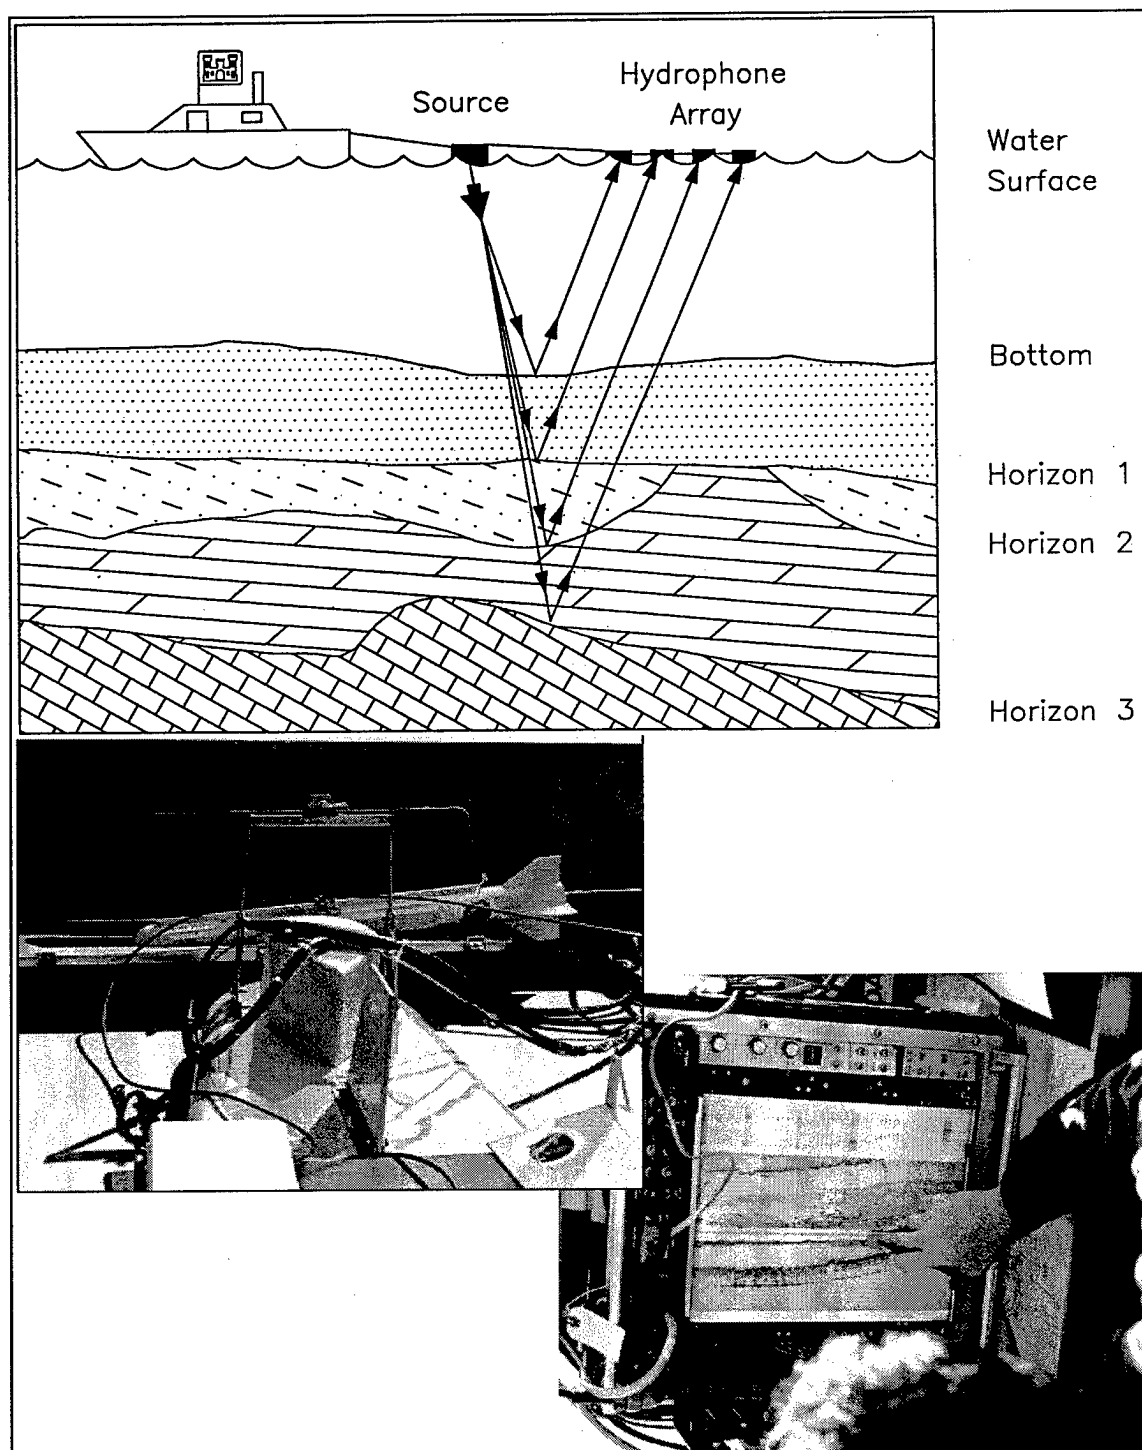 Source
Hydrophone
Array
Water
Surface
Bottom
Horizon 1
Horizon 2
Horizon 3